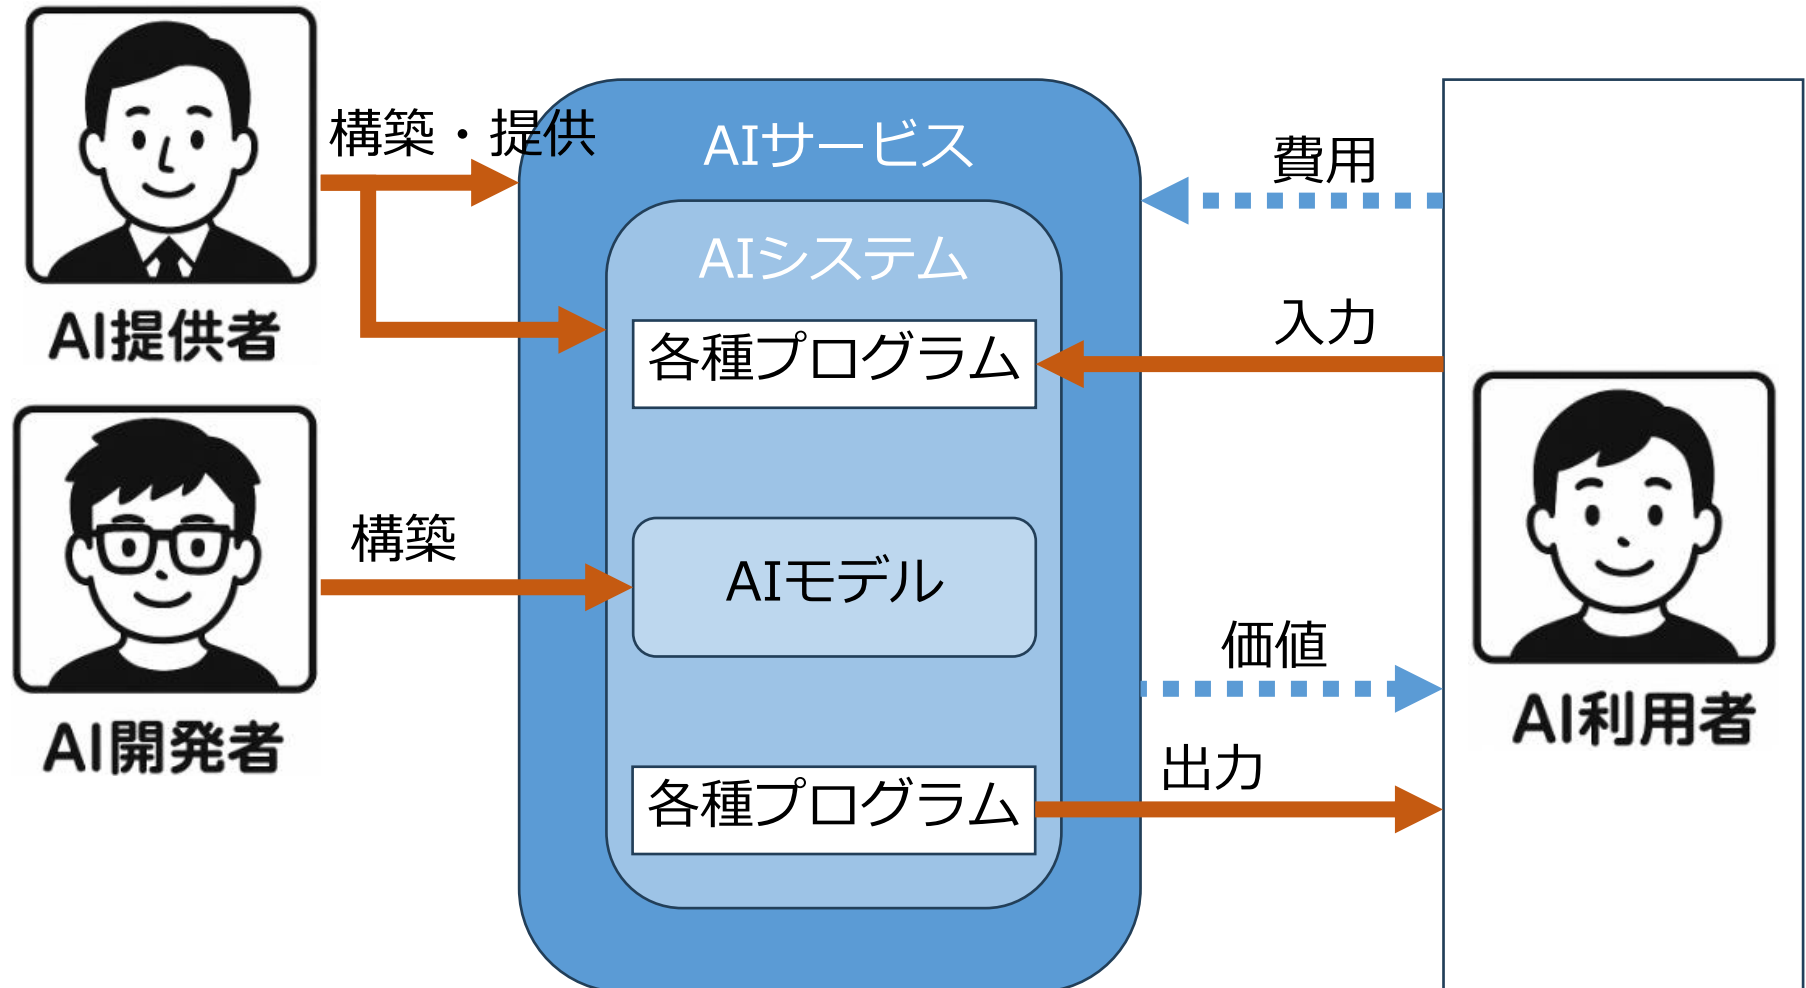 構築・提供
AI提供者
構築
AI開発者
AIサービス
AIシステム
各種プログラム
AIモデル
各種プログラム
費用
入力
価値
出力
AI利用者